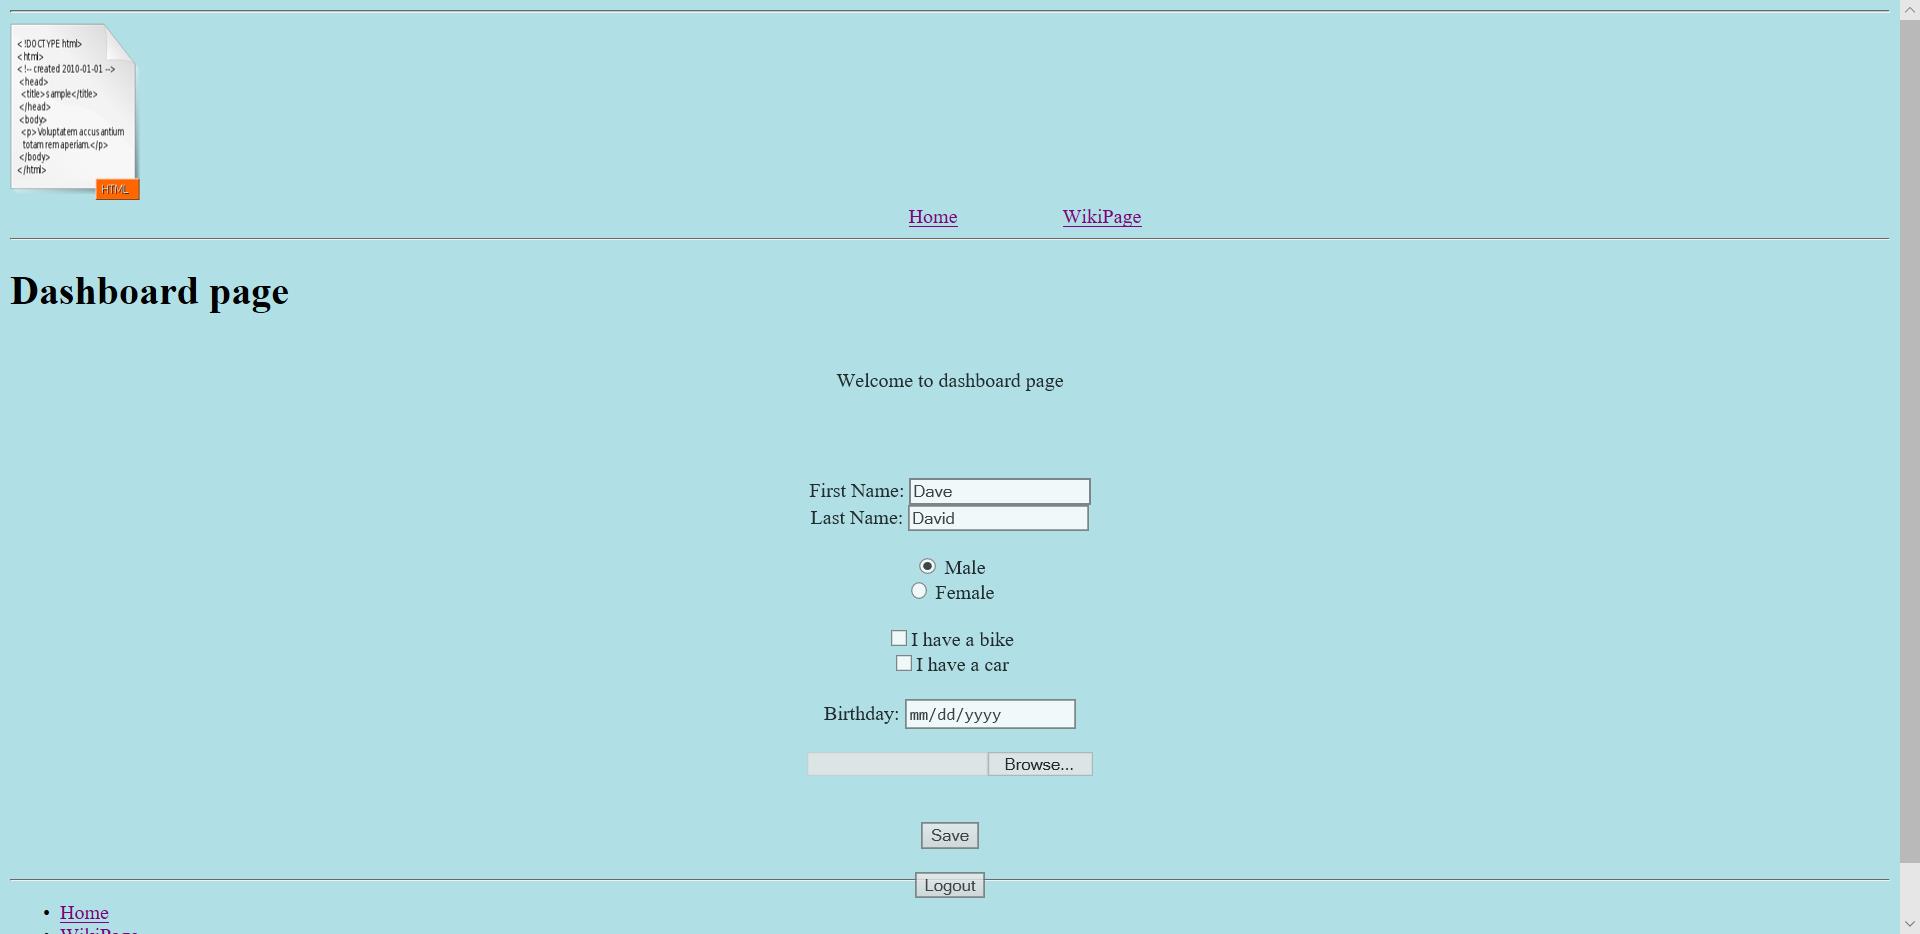 < !DOCTYPE html>
< html>
< !-- created 2010-01-01 -->
<head>
<title>sample</title>
</head>
<body>
<p>Voluptatem accusantium
totam rem aperiam.</p>
</body>
</html>
HTML
Home WikiPage
Dashboard page
Welcome to dashboard page
First Name: Dave
Last Name: David
Male
Female
I have a bike
I have a car
Birthday: mm/dd/yyyy
Browse...
Save
Logout
• Home
• WikiPage